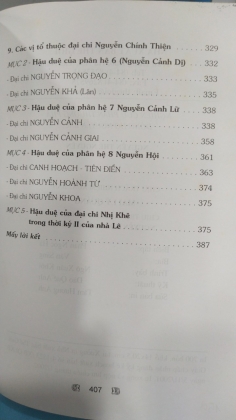 9. Các vị tổ thuộc đại chi Nguyễn Chính Thiện 329
MỤC 2 - Hậu duệ của phân hệ 6 (Nguyễn Cảnh Dị) 332
- Đại chi NGUYỄN TRỌNG ĐẠO 333
- Đại chi NGUYỄN KHẢ (Lân) 335
MỤC 3 - Hậu duệ của phân hệ 7 Nguyễn Cảnh Lữ 338
- Đại chi NGUYỄN CẢNH 338
- Đại chi NGUYỄN CẢNH GIAI 358
MỤC 4 - Hậu duệ của phân hệ 8 Nguyễn Hội 361
- Đại chi CANH HOẠCH - TIÊN ĐIỀN 363
- Đại chi NGUYỄN HOÀNH TỪ 374
- Đại chi NGUYỄN KHOA 375
MỤC 5 - Hậu duệ của đại chi Nhị Khê
trong thời kỳ II của nhà Lê 375
Mấy lời kết 387
407